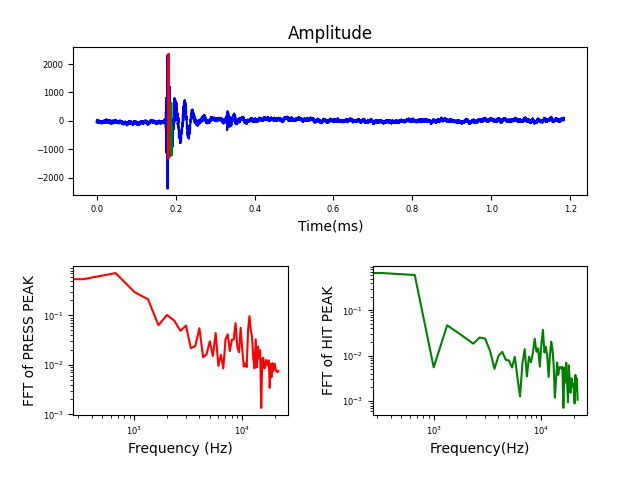 Amplitude
2000
1000
0
−1000
−2000
0.0 0.2 0.4 0.6 0.8 1.0 1.2
Time(ms)
FFT of PRESS PEAK
10⁻¹
10⁻²
10⁻³
10³ 10⁴
Frequency (Hz)
FFT of HIT PEAK
10⁻¹
10⁻²
10⁻³
10³ 10⁴
Frequency(Hz)